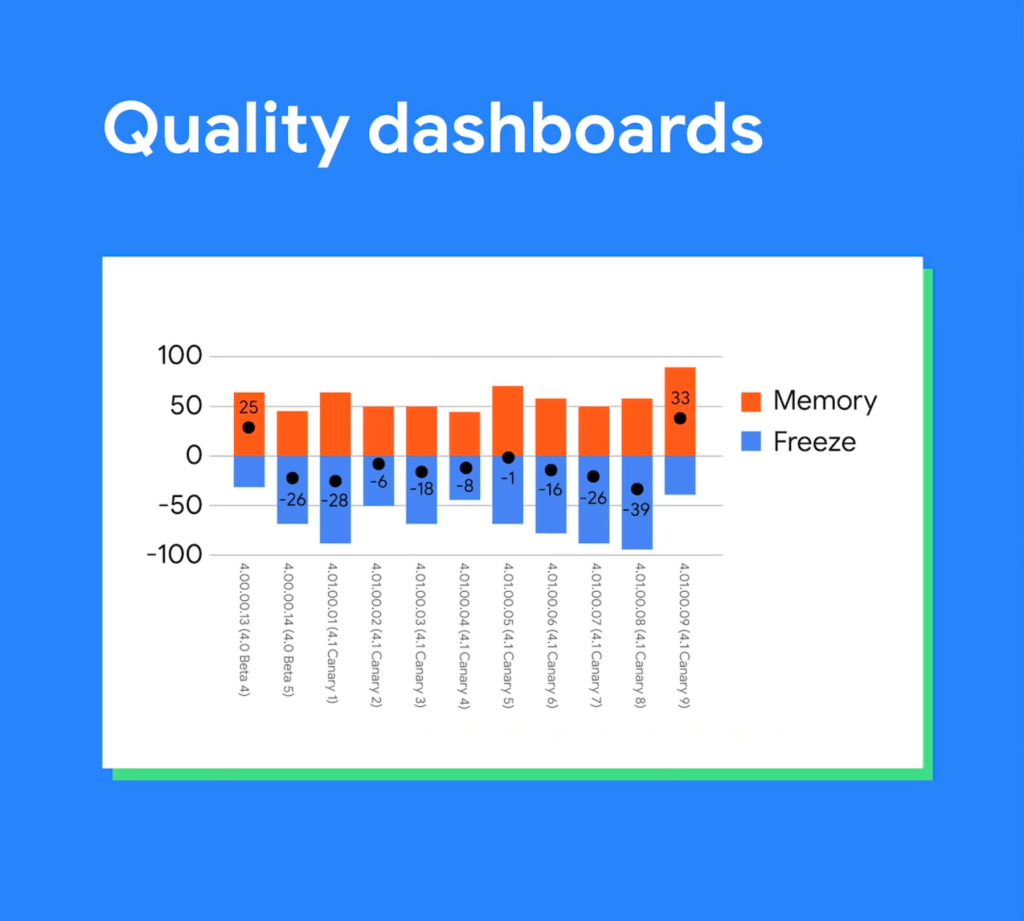 Quality dashboards
100
50
0
-50
-100
25
-26
-28
-6
-18
-8
-1
-16
-26
-39
33
Memory
Freeze
4.00.00.13 (4.0 Beta 4)
4.00.00.14 (4.0 Beta 5)
4.01.00.01 (4.1 Canary 1)
4.01.00.02 (4.1 Canary 2)
4.01.00.03 (4.1 Canary 3)
4.01.00.04 (4.1 Canary 4)
4.01.00.05 (4.1 Canary 5)
4.01.00.06 (4.1 Canary 6)
4.01.00.07 (4.1 Canary 7)
4.01.00.08 (4.1 Canary 8)
4.01.00.09 (4.1 Canary 9)